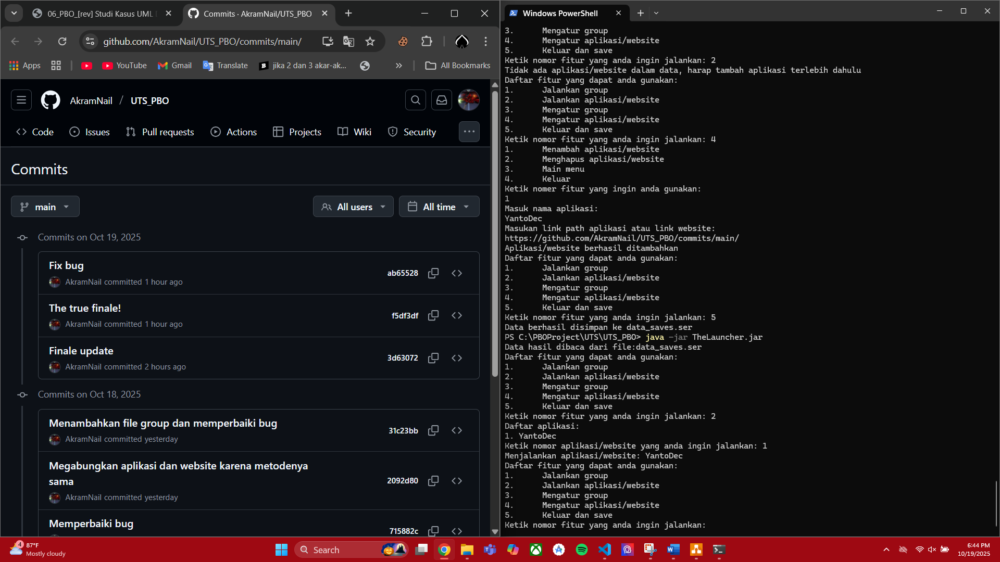 06_PBO_[rev] Studi Kasus UML
Commits · AkramNail/UTS_PBO
github.com/AkramNail/UTS_PBO/commits/main/
Apps
YouTube
Gmail
Translate
jika 2 dan 3 akar-ak...
All Bookmarks
AkramNail / UTS_PBO
Code
Issues
Pull requests
Actions
Projects
Wiki
Security
Commits
main
All users
All time
Commits on Oct 19, 2025
Fix bug
AkramNail committed 1 hour ago
ab65528
The true finale!
AkramNail committed 1 hour ago
f5df3df
Finale update
AkramNail committed 2 hours ago
3d63072
Commits on Oct 18, 2025
Menambahkan file group dan memperbaiki bug
AkramNail committed yesterday
31c23bb
Megabungkan aplikasi dan website karena metodenya
sama
AkramNail committed yesterday
2092d80
Memperbaiki bug
715882c
Windows PowerShell
3. Mengatur group
4. Mengatur aplikasi/website
5. Keluar dan save
Ketik nomor fitur yang anda ingin jalankan: 2
Tidak ada aplikasi/website dalam data, harap tambah aplikasi terlebih dahulu
Daftar fitur yang dapat anda gunakan:
1. Jalankan group
2. Jalankan aplikasi/website
3. Mengatur group
4. Mengatur aplikasi/website
5. Keluar dan save
Ketik nomor fitur yang anda ingin jalankan: 4
1. Menambah aplikasi/website
2. Menghapus aplikasi/website
3. Main menu
4. Keluar
Ketik nomer fitur yang ingin anda gunakan:
1
Masuk nama aplikasi:
YantoDec
Masukan link path aplikasi atau link website:
https://github.com/AkramNail/UTS_PBO/commits/main/
Aplikasi/website berhasil ditambahkan
Daftar fitur yang dapat anda gunakan:
1. Jalankan group
2. Jalankan aplikasi/website
3. Mengatur group
4. Mengatur aplikasi/website
5. Keluar dan save
Ketik nomor fitur yang anda ingin jalankan: 5
Data berhasil disimpan ke data_saves.ser
PS C:\PBOProject\UTS\UTS_PBO> java -jar TheLauncher.jar
Data hasil dibaca dari file:data_saves.ser
Daftar fitur yang dapat anda gunakan:
1. Jalankan group
2. Jalankan aplikasi/website
3. Mengatur group
4. Mengatur aplikasi/website
5. Keluar dan save
Ketik nomor fitur yang anda ingin jalankan: 2
Daftar aplikasi:
1. YantoDec
Ketik nomor aplikasi/website yang anda ingin jalankan: 1
Menjalankan aplikasi/website: YantoDec
Daftar fitur yang dapat anda gunakan:
1. Jalankan group
2. Jalankan aplikasi/website
3. Mengatur group
4. Mengatur aplikasi/website
5. Keluar dan save
Ketik nomor fitur yang anda ingin jalankan:
4
87°F
Mostly cloudy
Search
6:44 PM
10/19/2025